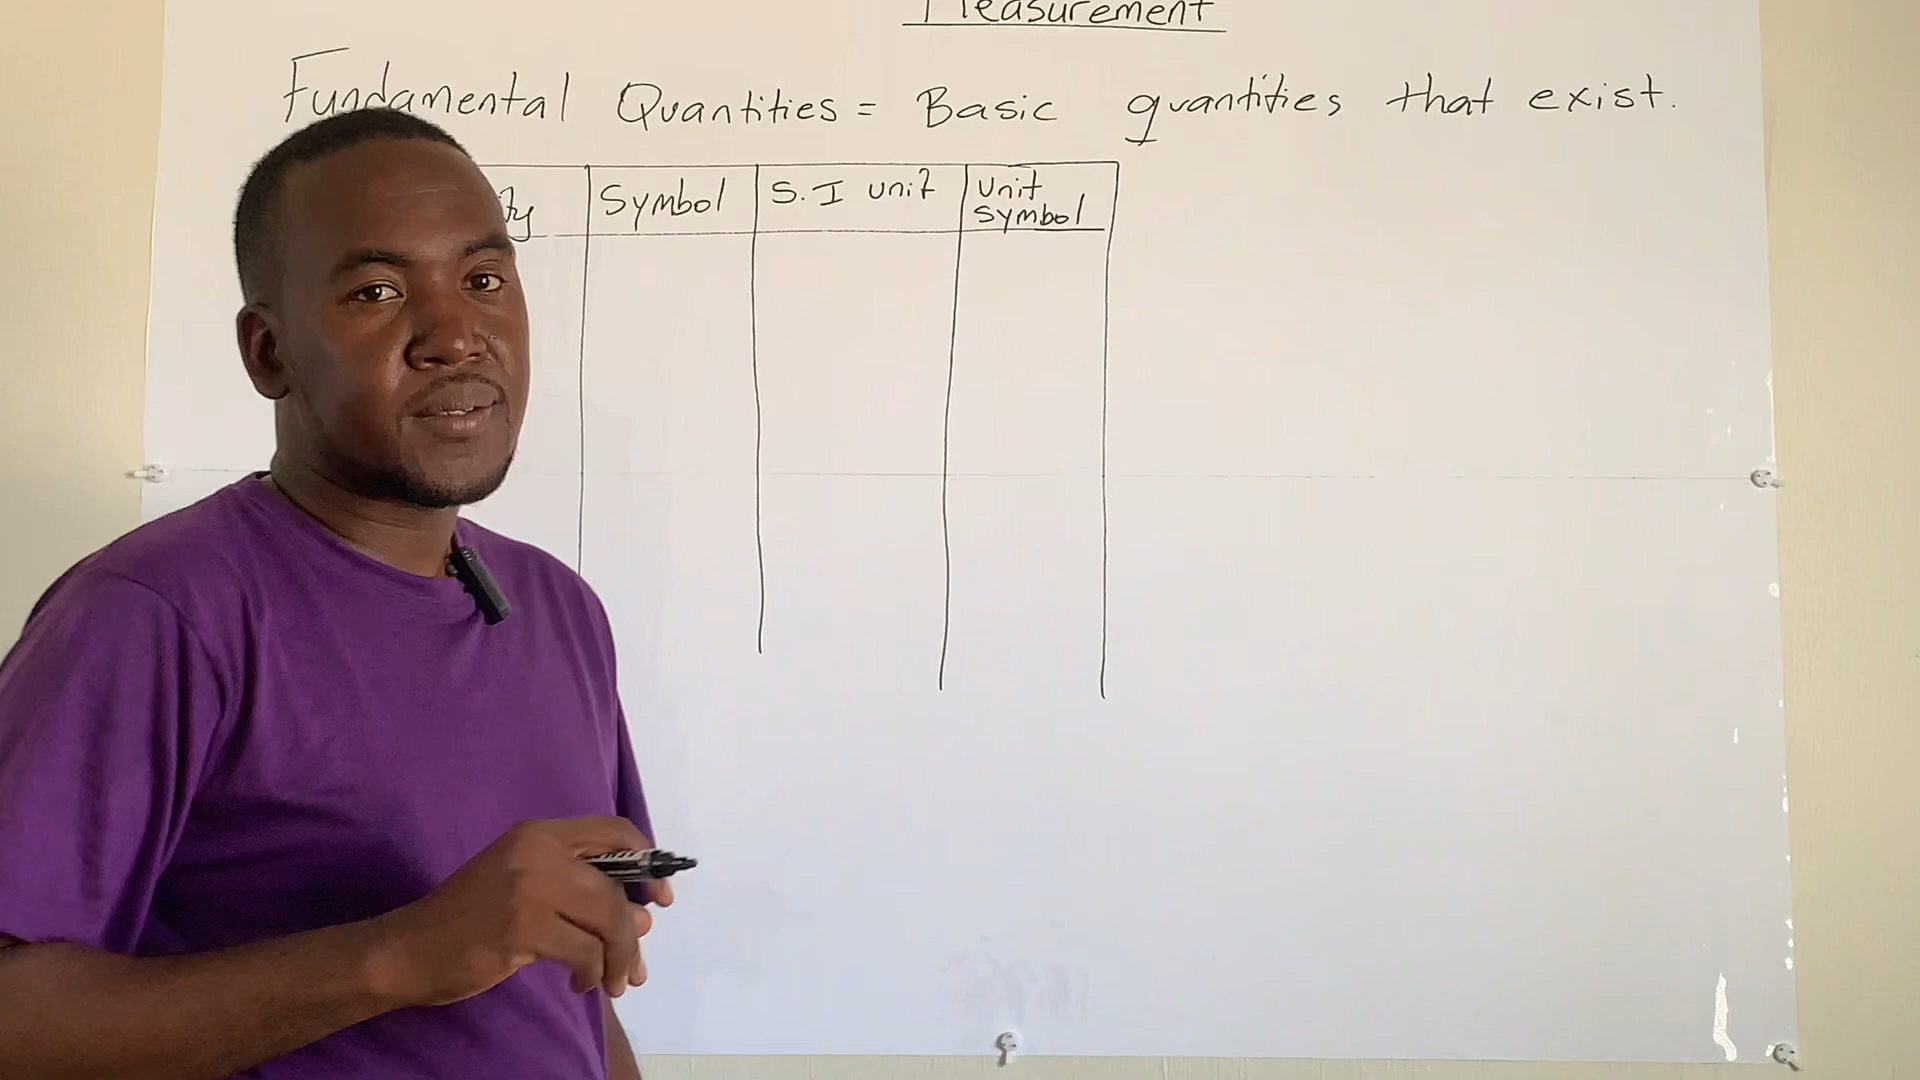 Measurement
Fundamental Quantities = Basic quantities that exist.
Symbol S.I unit Unit symbol